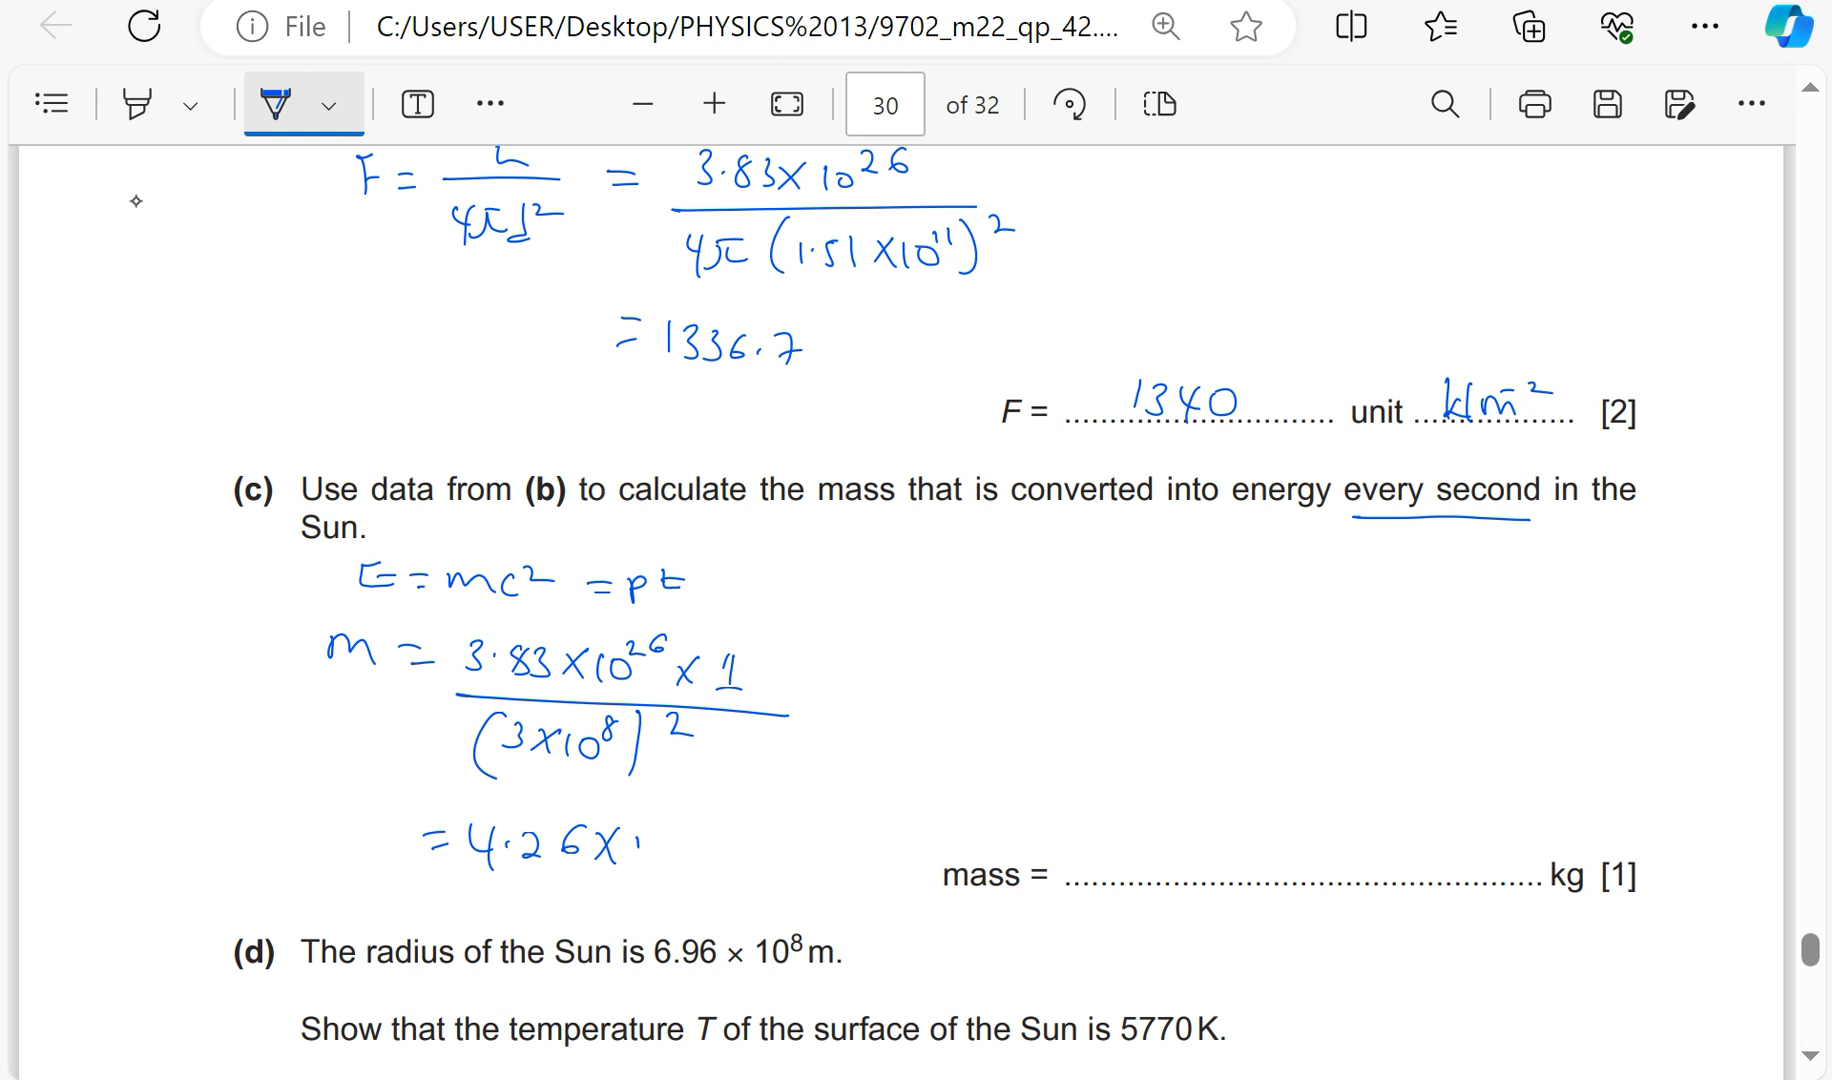 File C:/Users/USER/Desktop/PHYSICS%2013/9702_m22_qp_42....
30 of 32
F = L / 4πd² = 3.83×10²⁶ / 4π (1.51×10¹¹)²
= 1336.7
F = 1340 unit Wm⁻² [2]
(c) Use data from (b) to calculate the mass that is converted into energy every second in the
Sun.
E = mc² = pt
m = 3.83×10²⁶ × 1 / (3×10⁸)²
= 4.26×
mass = kg [1]
(d) The radius of the Sun is 6.96 × 10⁸ m.
Show that the temperature T of the surface of the Sun is 5770 K.